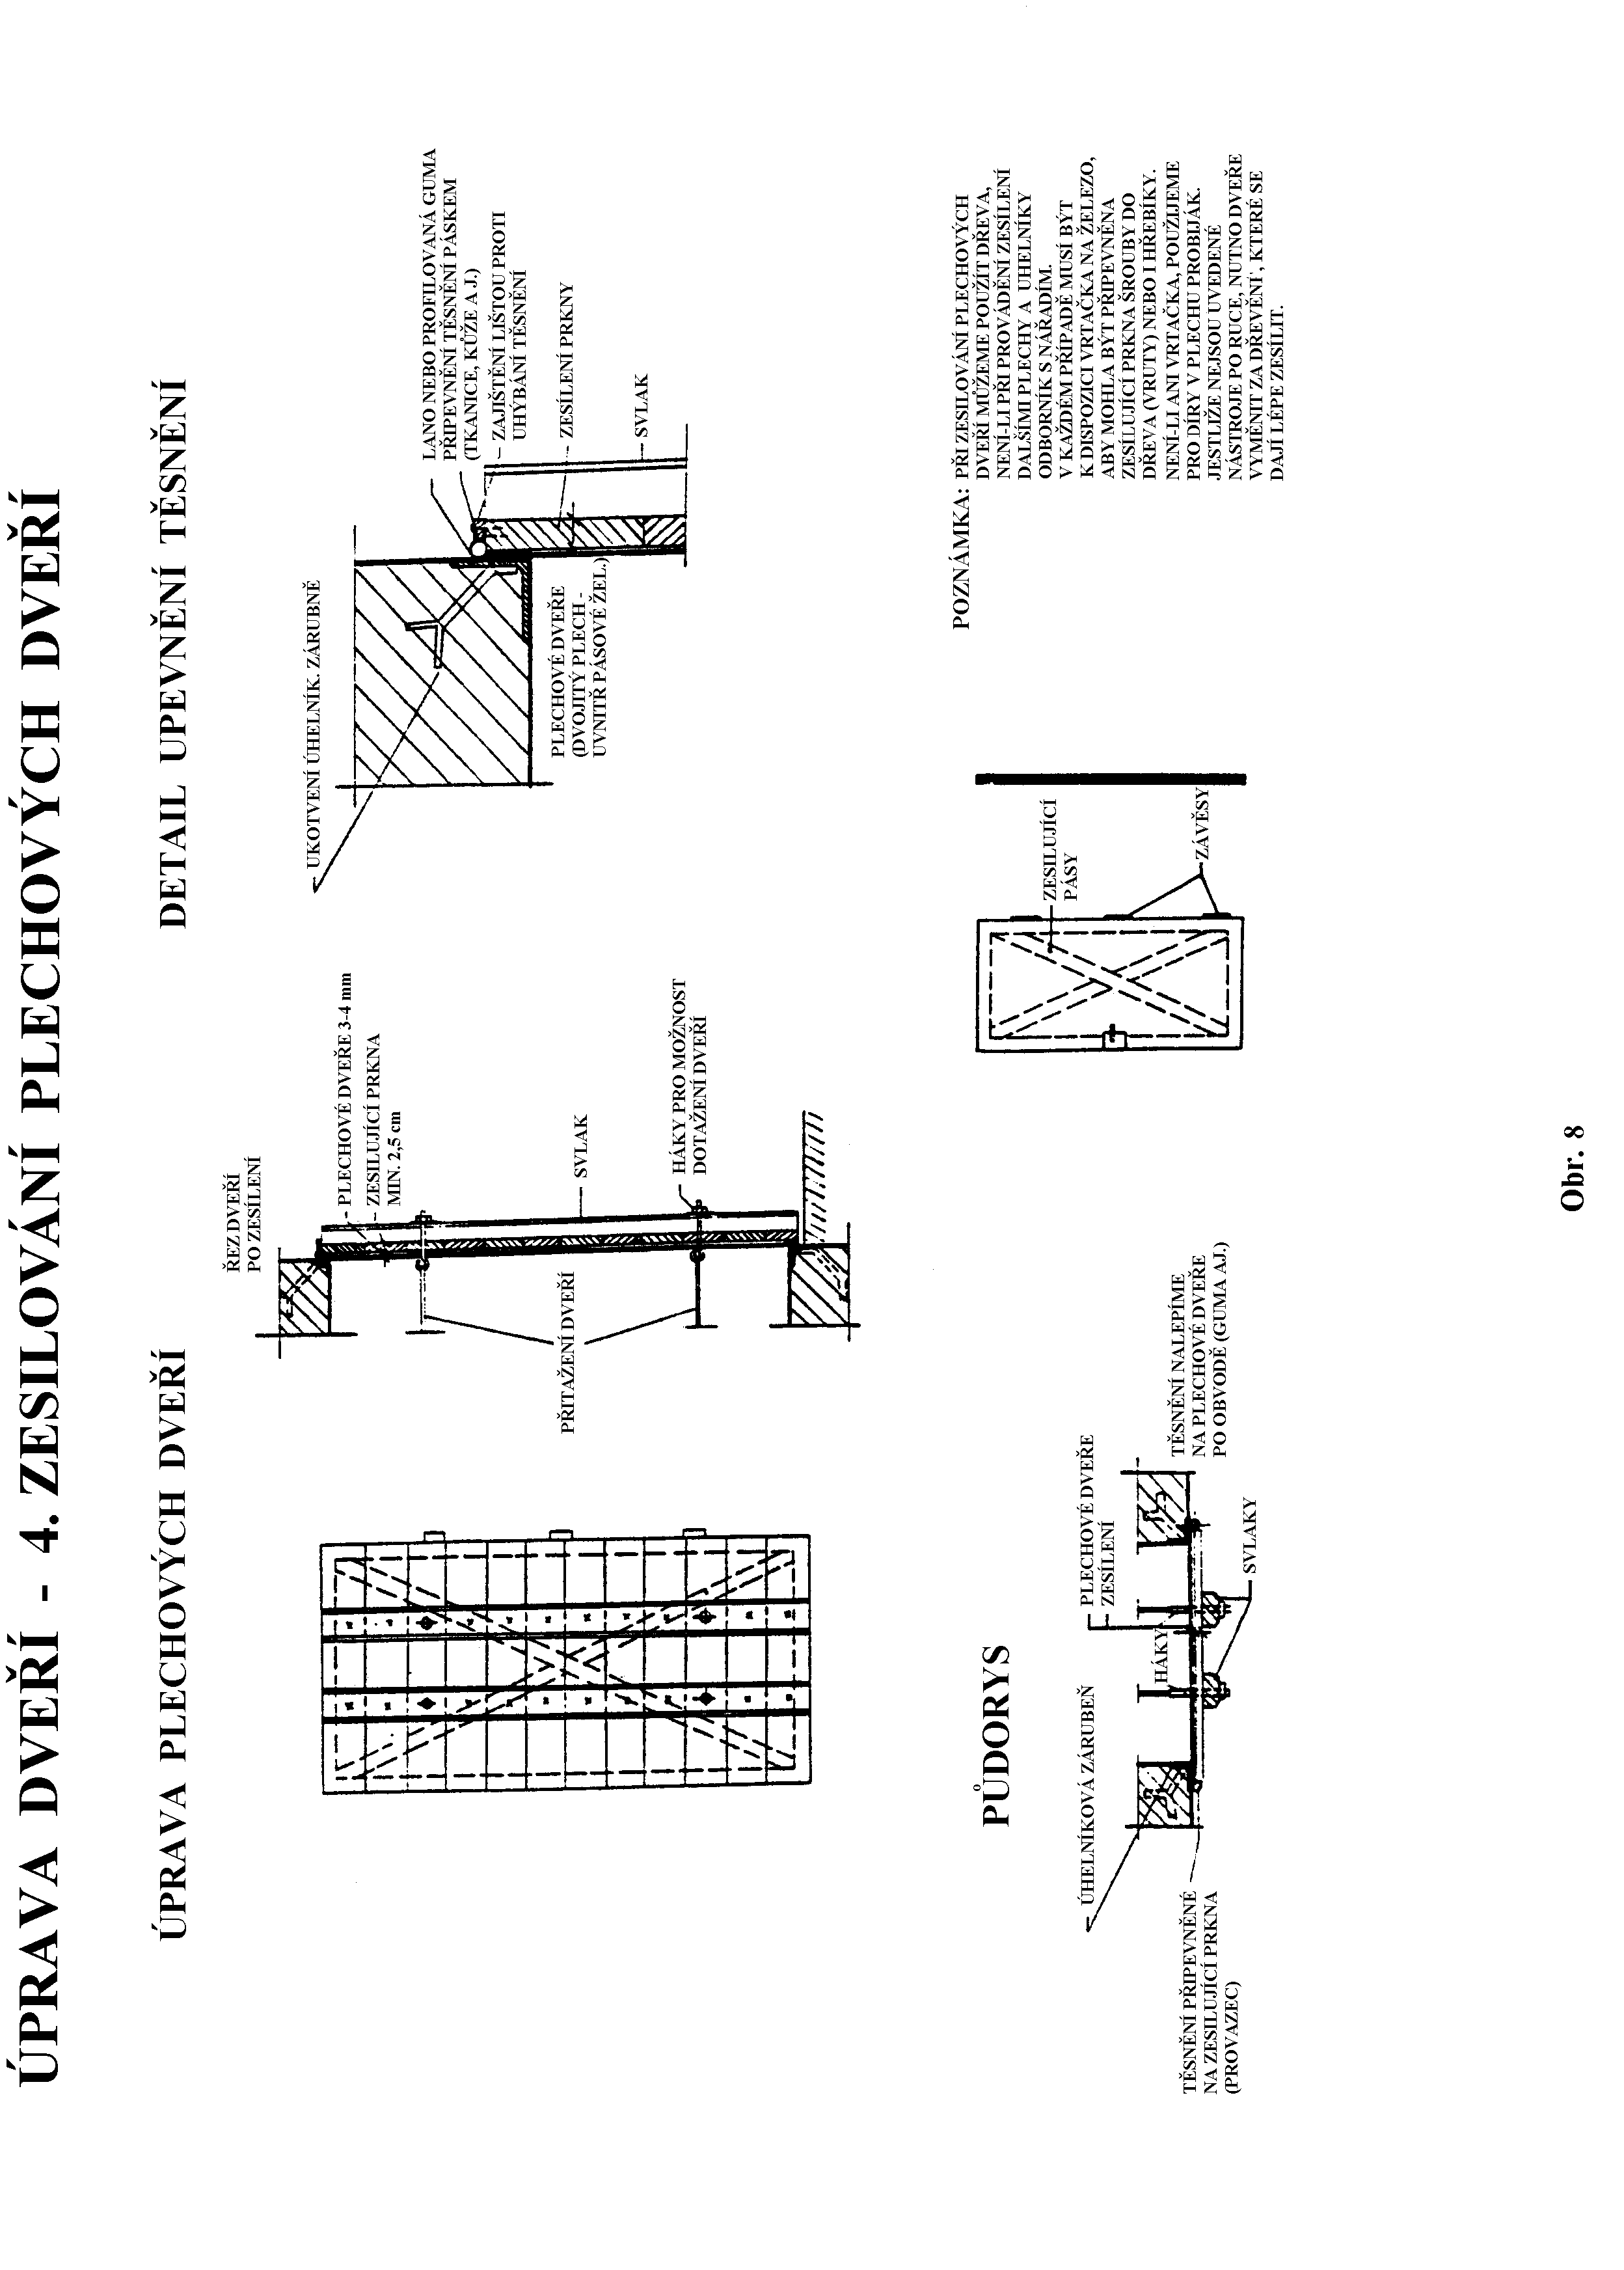 ÚPRAVA DVEŘÍ - 4. ZESILOVÁNÍ PLECHOVÝCH DVEŘÍ
ÚPRAVA PLECHOVÝCH DVEŘÍ
ŘEZ DVEŘÍ
PO ZESÍLENÍ
PLECHOVÉ DVEŘE 3-4 mm
ZESILUJÍCÍ PRKNA
MIN. 2,5 cm
SVLAK
HÁKY PRO MOŽNOST
DOTAŽENÍ DVEŘÍ
PŘITAŽENÍ DVEŘÍ
DETAIL UPEVNĚNÍ TĚSNĚNÍ
UKOTVENÍ ÚHELNÍK. ZÁRUBNĚ
LANO NEBO PROFILOVANÁ GUMA
PŘIPEVNĚNÍ TĚSNĚNÍ PÁSKEM
(TKANICE, KŮŽE A J.)
ZAJIŠTĚNÍ LIŠTOU PROTI
UHÝBÁNÍ TĚSNĚNÍ
ZESÍLENÍ PRKNY
SVLAK
PLECHOVÉ DVEŘE
(DVOJITÝ PLECH -
UVNITŘ PÁSOVÉ ŽEL.)
PŮDORYS
ÚHELNÍKOVÁ ZÁRUBEŇ
PLECHOVÉ DVEŘE
ZESÍLENÍ
HÁKY
TĚSNĚNÍ NALEPÍME
NA PLECHOVÉ DVEŘE
PO OBVODĚ (GUMA AJ.)
SVLAKY
TĚSNĚNÍ PŘIPEVNĚNÉ
NA ZESILUJÍCÍ PRKNA
(PROVAZEC)
ZESILUJÍCÍ
PÁSY
ZÁVĚSY
POZNÁMKA: PŘI ZESILOVÁNÍ PLECHOVÝCH
DVEŘÍ MŮŽEME POUŽÍT DŘEVA,
NENÍ-LI PŘI PROVÁDĚNÍ ZESÍLENÍ
DALŠÍMI PLECHY A UHELNÍKY
ODBORNÍK S NÁŘADÍM.
V KAŽDÉM PŘÍPADĚ MUSÍ BÝT
K DISPOZICI VRTAČKA NA ŽELEZO,
ABY MOHLA BÝT PŘIPEVNĚNA
ZESÍLUJÍCÍ PRKNA ŠROUBY DO
DŘEVA (VRUTY) NEBO I HŘEBÍKY.
NENÍ-LI ANI VRTAČKA, POUŽIJEME
PRO DÍRY V PLECHU PROBIJÁK.
JESTLIŽE NEJSOU UVEDENÉ
NÁSTROJE PO RUCE, NUTNO DVEŘE
VYMĚNIT ZA DŘEVĚNÍ, KTERÉ SE
DAJÍ LÉPE ZESÍLIT.
Obr. 8